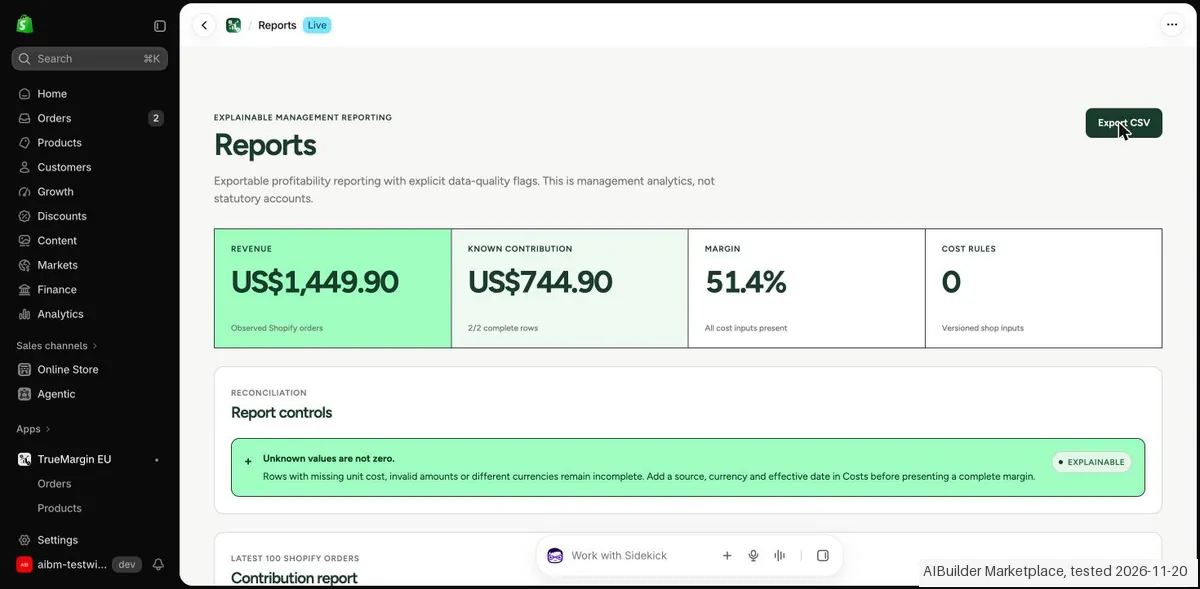 Search ⌘K
Home
Orders 2
Products
Customers
Growth
Discounts
Content
Markets
Finance
Analytics
Sales channels >
Online Store
Agentic
Apps >
TrueMargin EU
Orders
Products
Settings
aibm-testwi... dev
/ Reports Live
EXPLAINABLE MANAGEMENT REPORTING
Reports
Exportable profitability reporting with explicit data-quality flags. This is management analytics, not
statutory accounts.
Export CSV
REVENUE
US$1,449.90
Observed Shopify orders
KNOWN CONTRIBUTION
US$744.90
2/2 complete rows
MARGIN
51.4%
All cost inputs present
COST RULES
0
Versioned shop inputs
RECONCILIATION
Report controls
Unknown values are not zero.
Rows with missing unit cost, invalid amounts or different currencies remain incomplete. Add a source, currency and effective date in Costs before presenting a complete margin.
EXPLAINABLE
LATEST 100 SHOPIFY ORDERS
Contribution report
Work with Sidekick
AIBuilder Marketplace, tested 2026-11-20